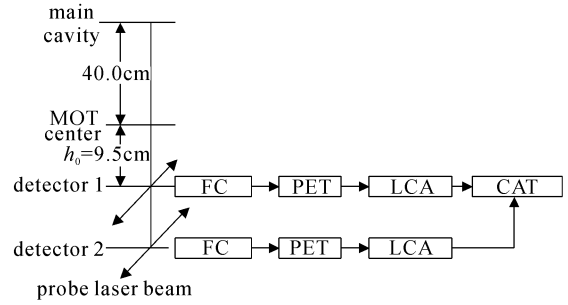 main
cavity
40.0cm
MOT
center
h₀=9.5cm
detector 1
FC
PET
LCA
CAT
detector 2
FC
PET
LCA
probe laser beam